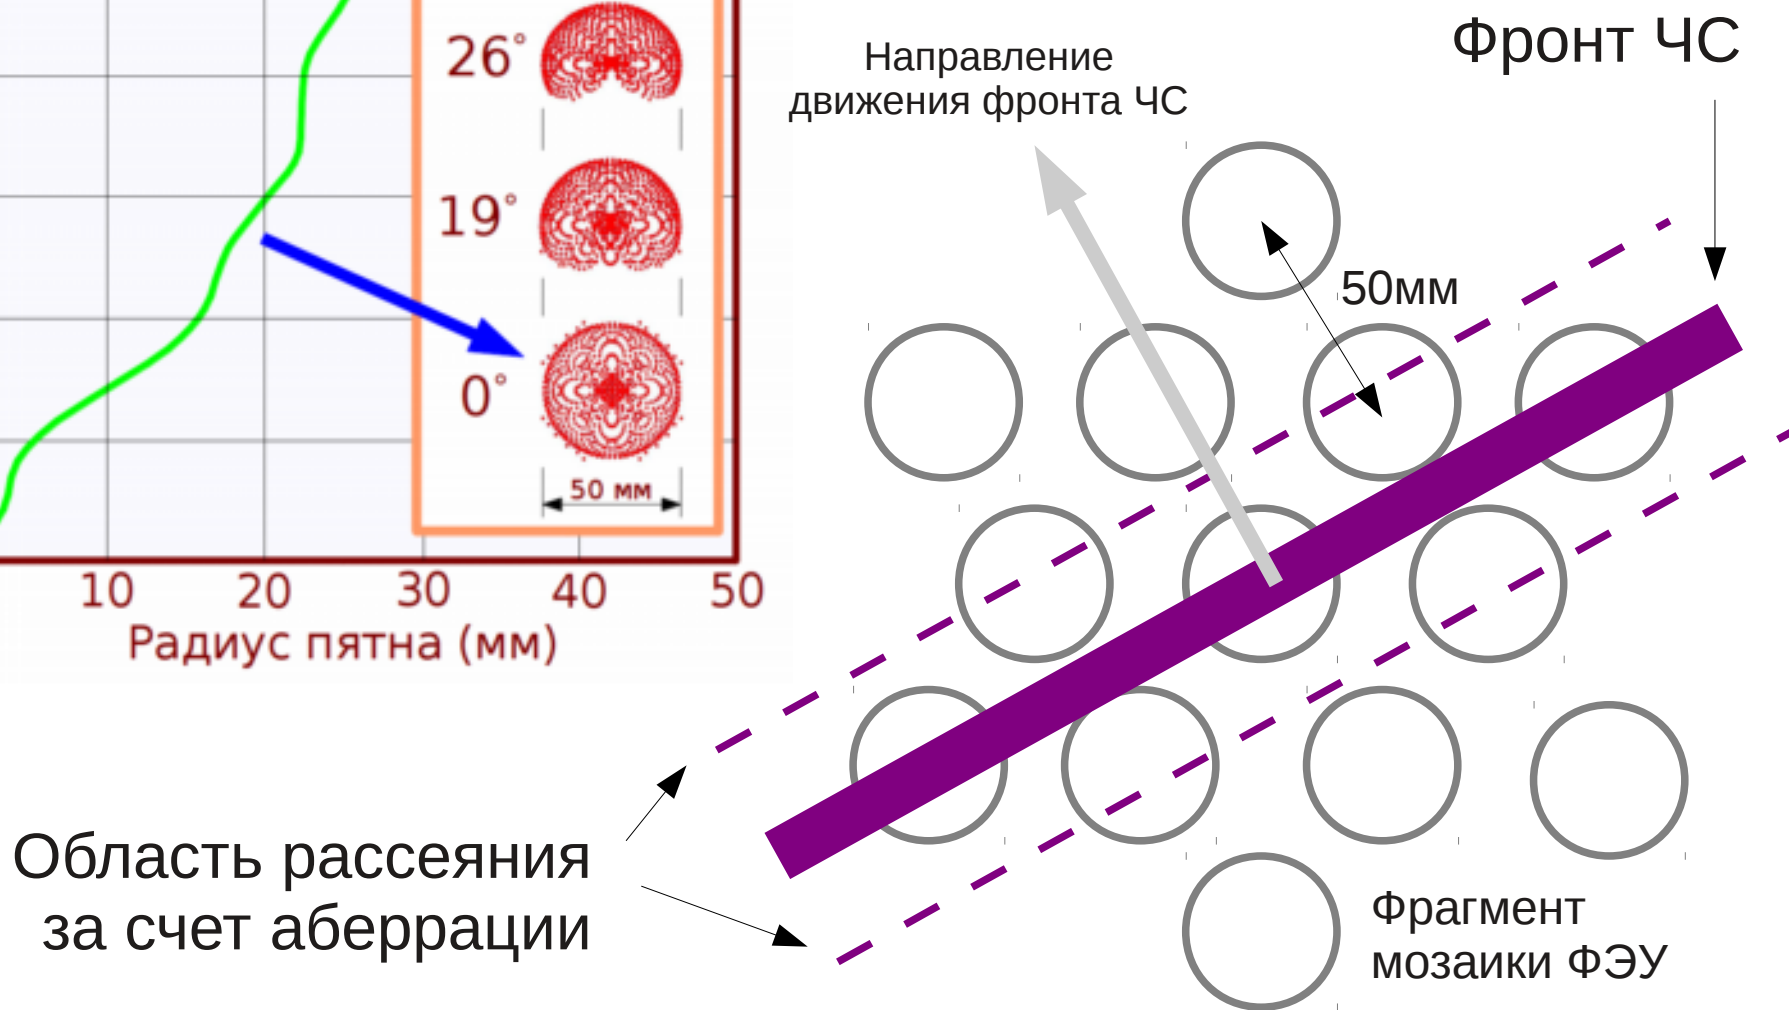 26°
19°
0°
50 мм
10 20 30 40 50
Радиус пятна (мм)
Направление
движения фронта ЧС
Фронт ЧС
50мм
Область рассеяния
за счет аберрации
Фрагмент
мозаики ФЭУ